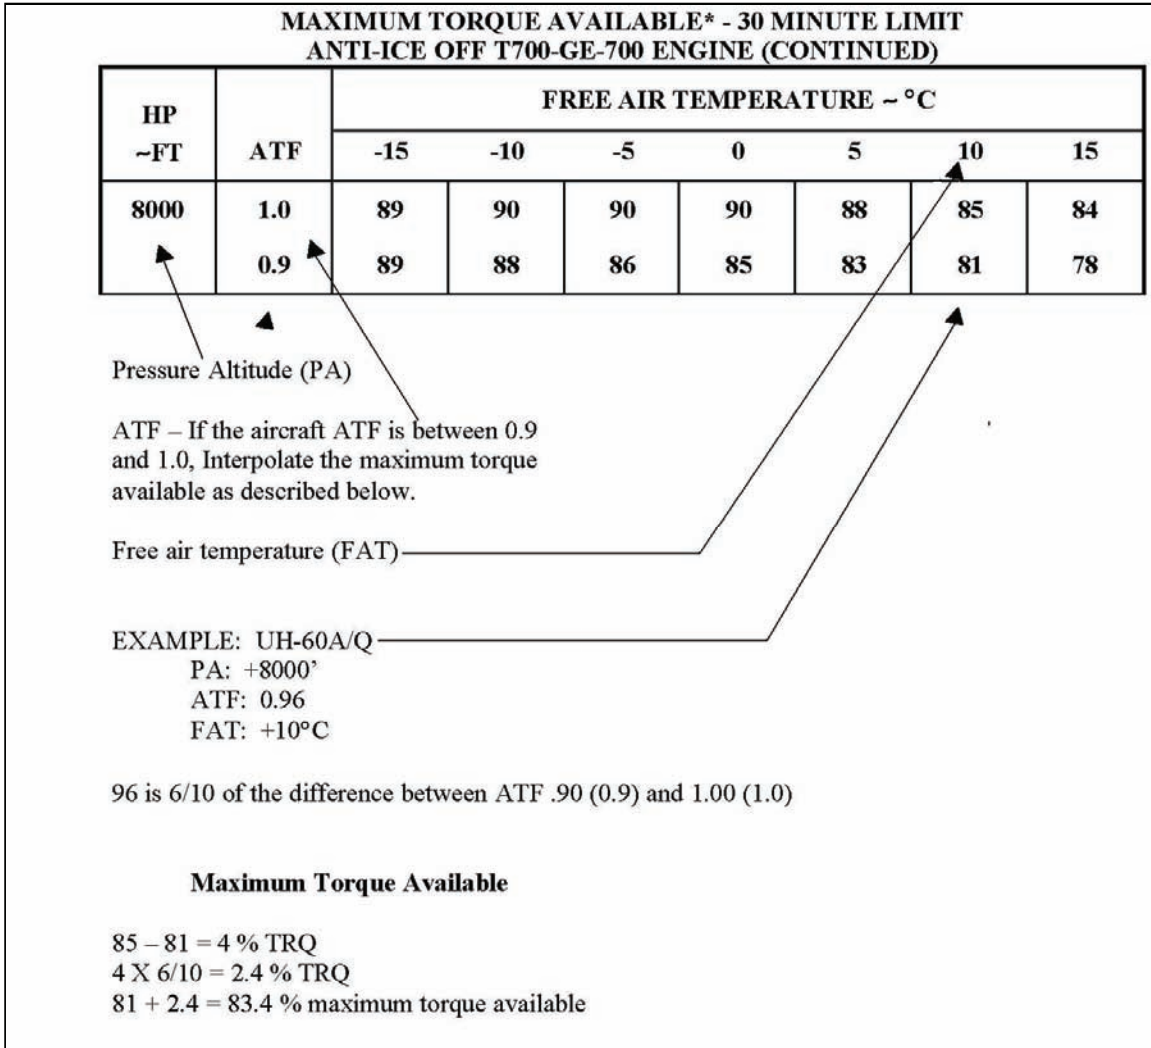 MAXIMUM TORQUE AVAILABLE* - 30 MINUTE LIMIT
ANTI-ICE OFF T700-GE-700 ENGINE (CONTINUED)
HP ~FT ATF FREE AIR TEMPERATURE ~ °C
-15 -10 -5 0 5 10 15
8000 1.0 89 90 90 90 88 85 84
0.9 89 88 86 85 83 81 78
Pressure Altitude (PA)
ATF – If the aircraft ATF is between 0.9
and 1.0, Interpolate the maximum torque
available as described below.
Free air temperature (FAT)
EXAMPLE: UH-60A/Q
PA: +8000’
ATF: 0.96
FAT: +10°C
96 is 6/10 of the difference between ATF .90 (0.9) and 1.00 (1.0)
Maximum Torque Available
85 – 81 = 4 % TRQ
4 X 6/10 = 2.4 % TRQ
81 + 2.4 = 83.4 % maximum torque available